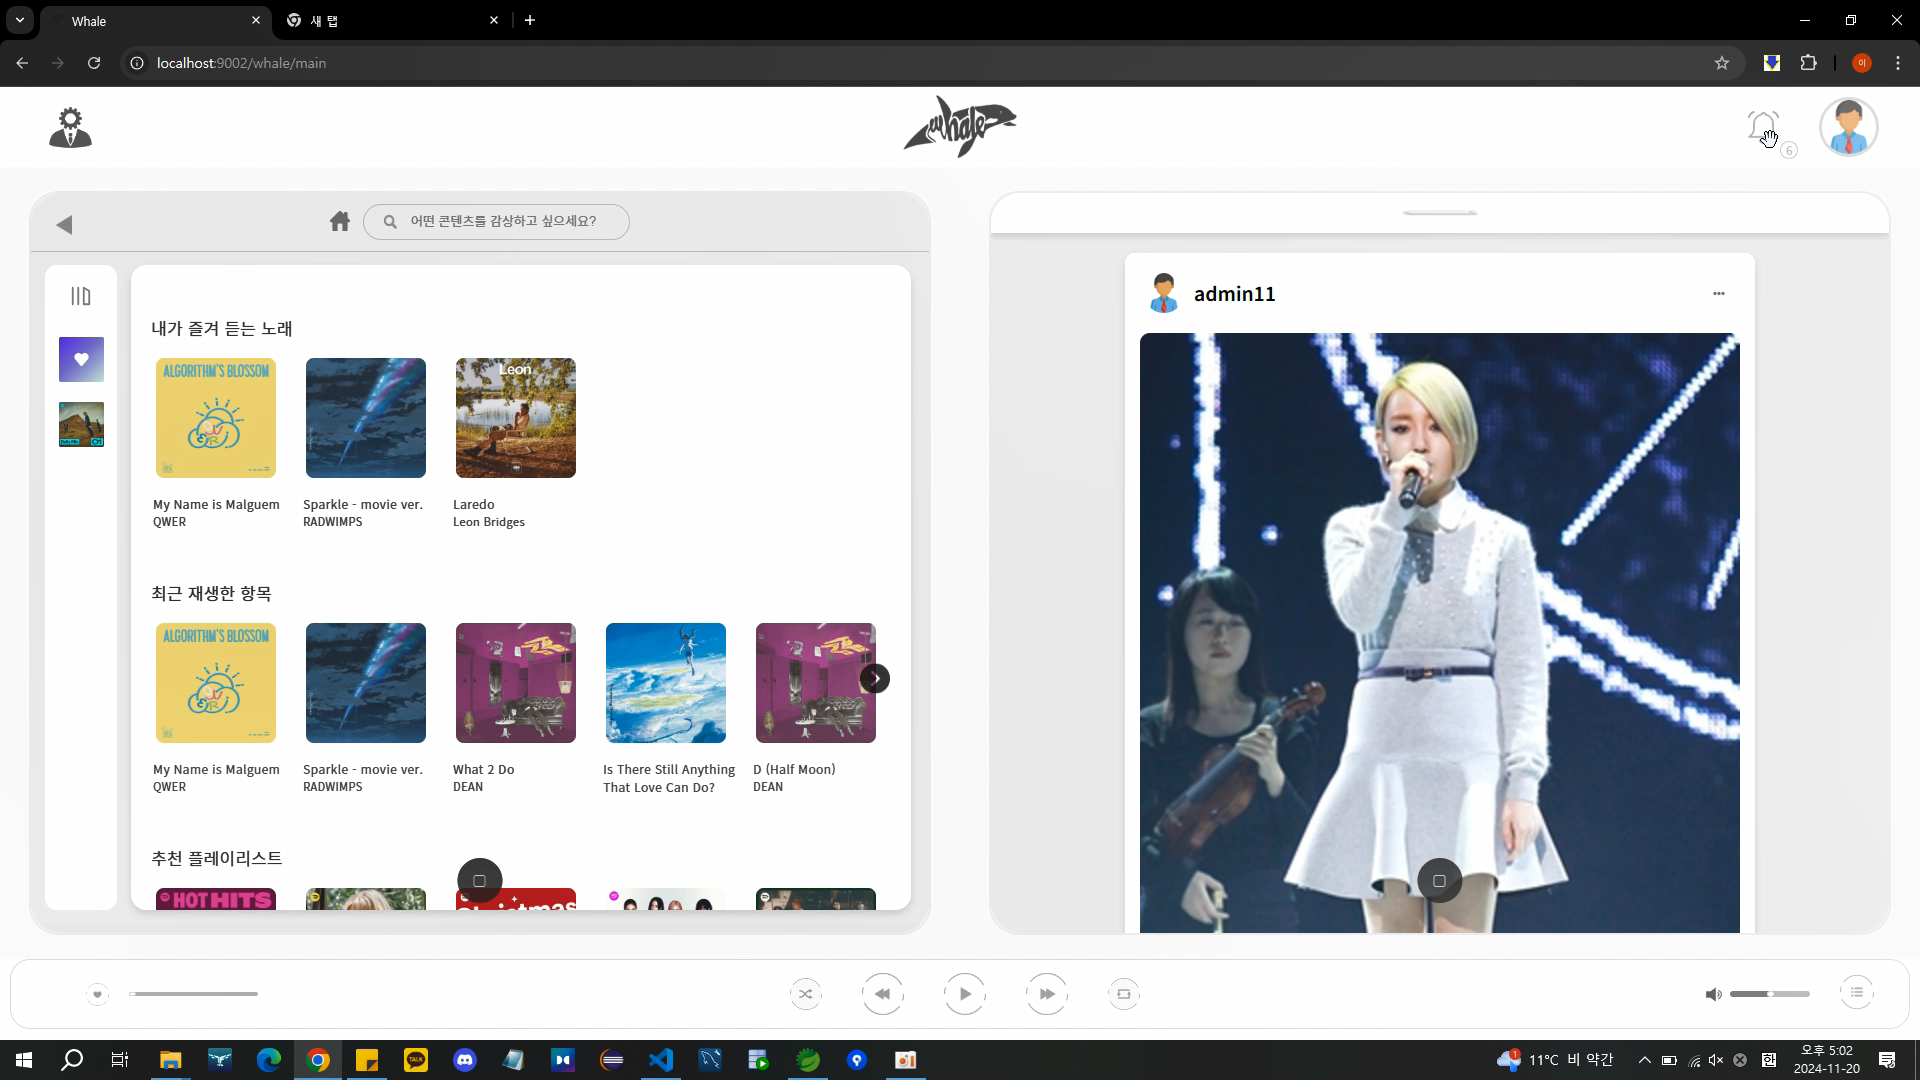 Whale
새 탭
localhost:9002/whale/main
이
whale
6
어떤 콘텐츠를 감상하고 싶으세요?
admin11
내가 즐겨 듣는 노래
ALGORITHM'S BLOSSOM
Leon
My Name is Malguem
QWER
Sparkle - movie ver.
RADWIMPS
Laredo
Leon Bridges
최근 재생한 항목
ALGORITHM'S BLOSSOM
My Name is Malguem
QWER
Sparkle - movie ver.
RADWIMPS
What 2 Do
DEAN
Is There Still Anything
That Love Can Do?
D (Half Moon)
DEAN
추천 플레이리스트
HOT HITS
Christmas
TALK
1
11°C 비 약간
한
오후 5:02
2024-11-20